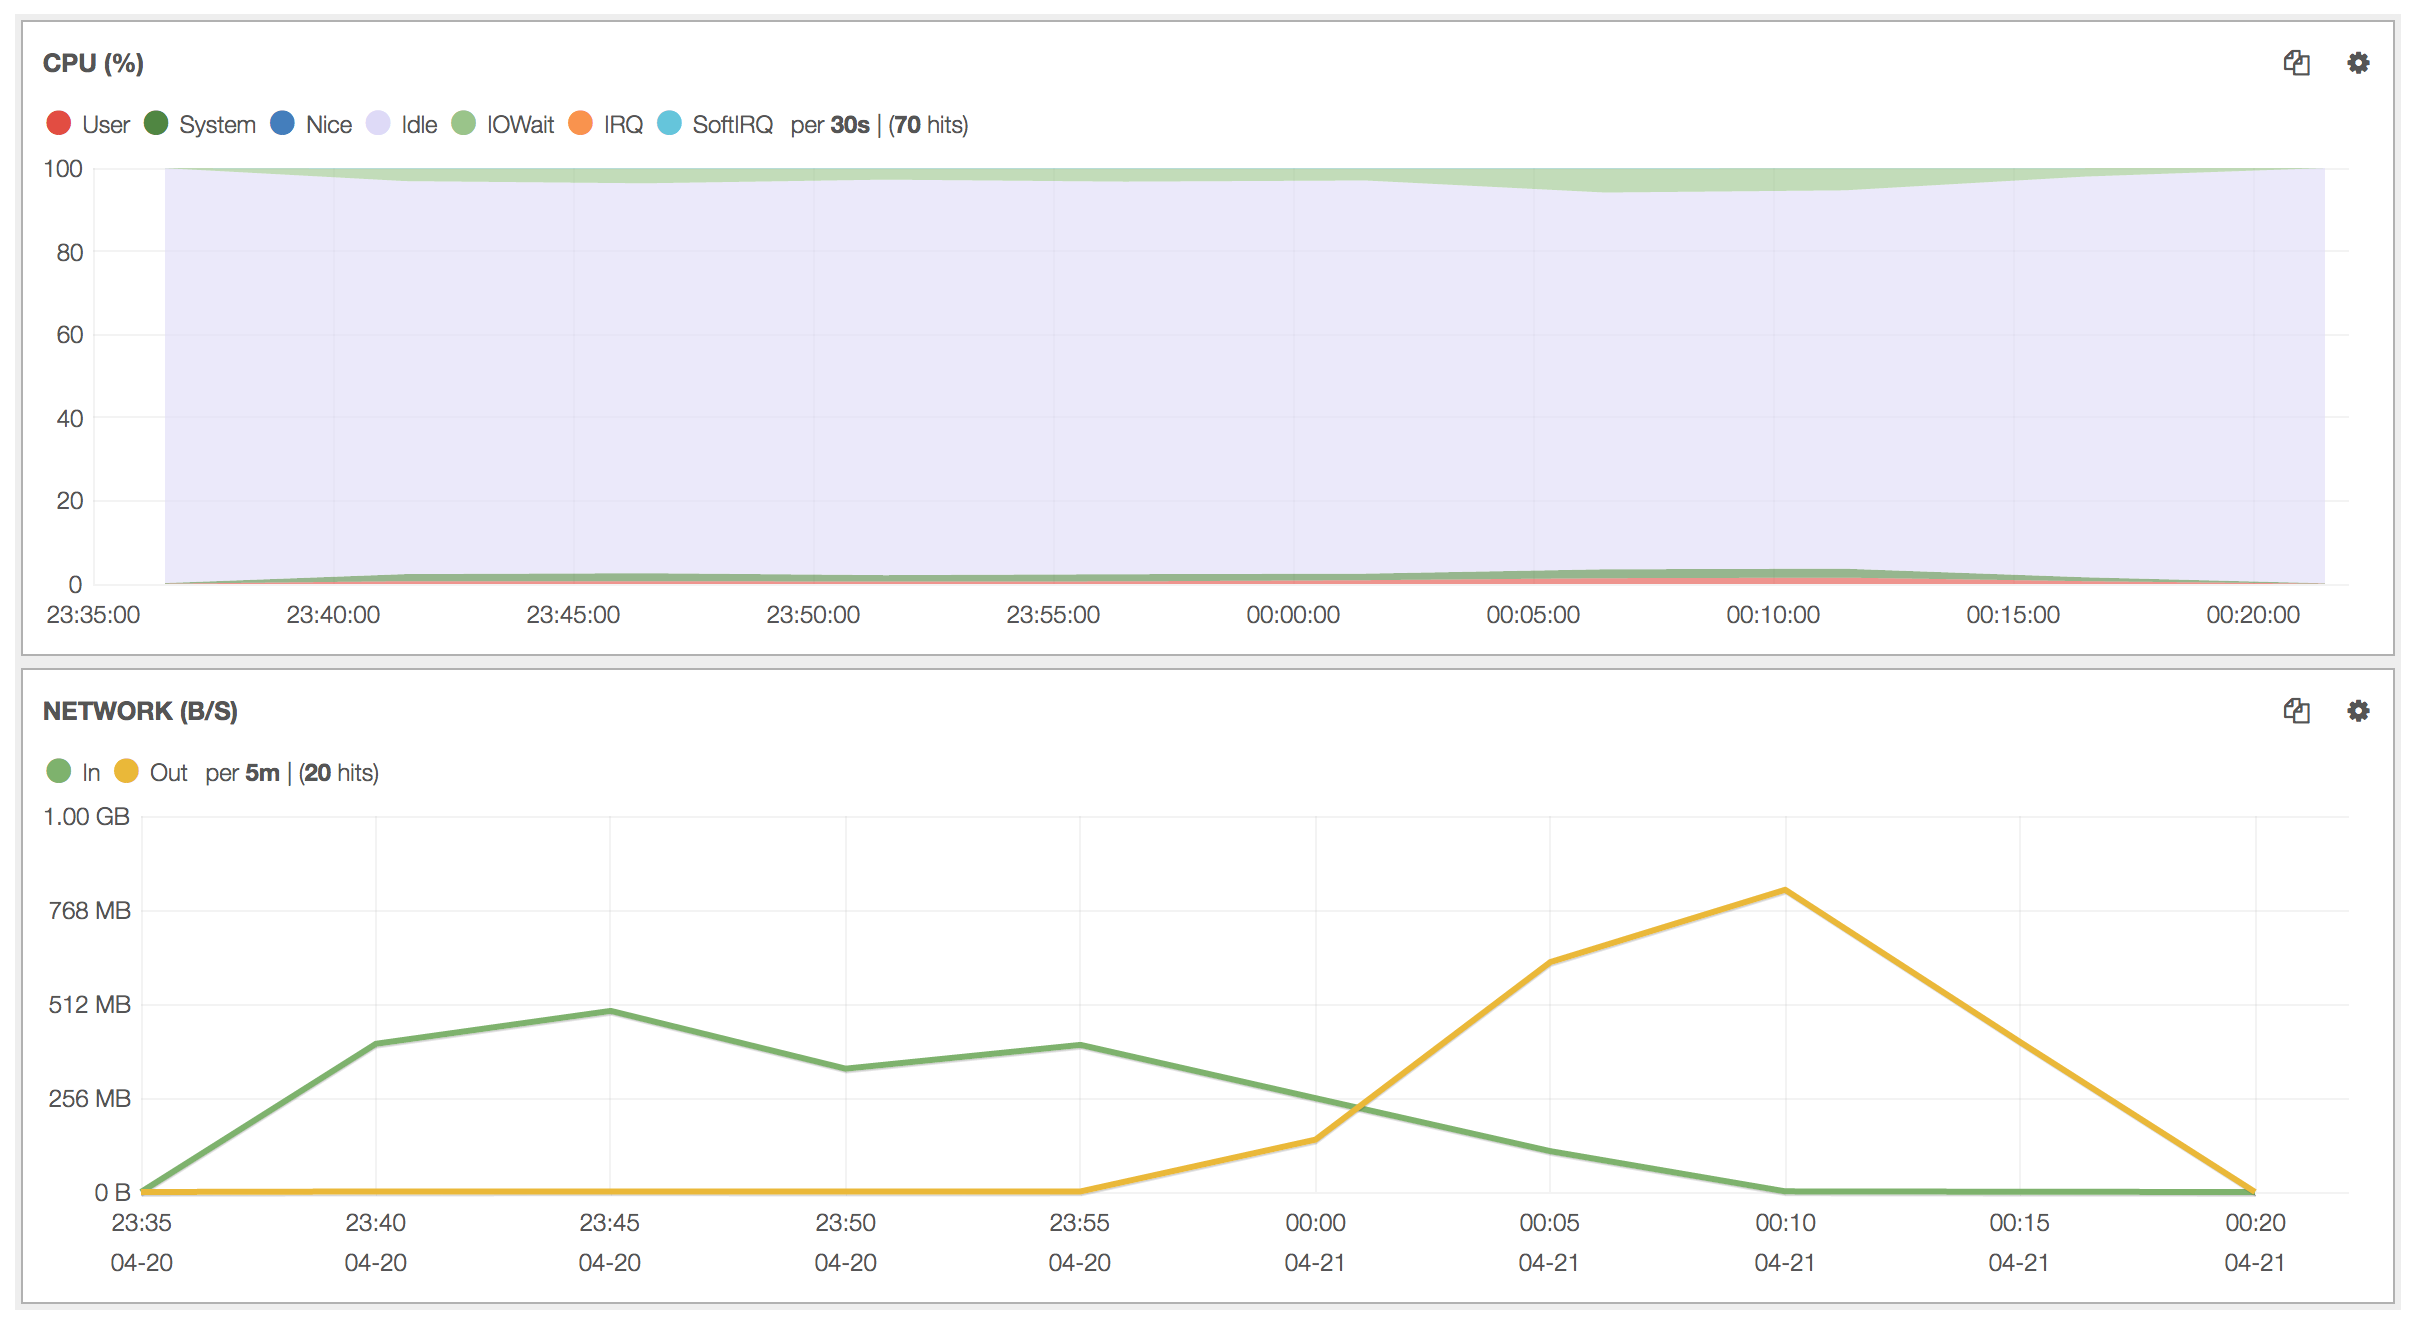 CPU (%)
User System Nice Idle IOWait IRQ SoftIRQ per 30s | (70 hits)
100
80
60
40
20
0
23:35:00 23:40:00 23:45:00 23:50:00 23:55:00 00:00:00 00:05:00 00:10:00 00:15:00 00:20:00
NETWORK (B/S)
In Out per 5m | (20 hits)
1.00 GB
768 MB
512 MB
256 MB
0 B
23:35 23:40 23:45 23:50 23:55 00:00 00:05 00:10 00:15 00:20
04-20 04-20 04-20 04-20 04-20 04-21 04-21 04-21 04-21 04-21